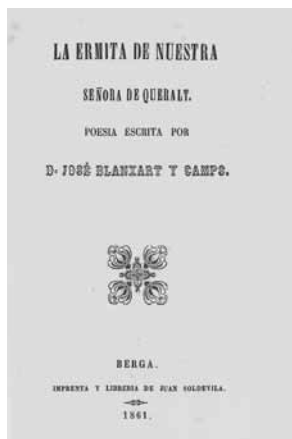 LA ERMITA DE NUESTRA
SEÑORA DE QUERALT.
POESIA ESCRITA POR
D. JOSÉ BLANXART Y CAMPS.
BERGA.
IMPRENTA Y LIBRERIA DE JUAN SOLDEVILA.
1861.